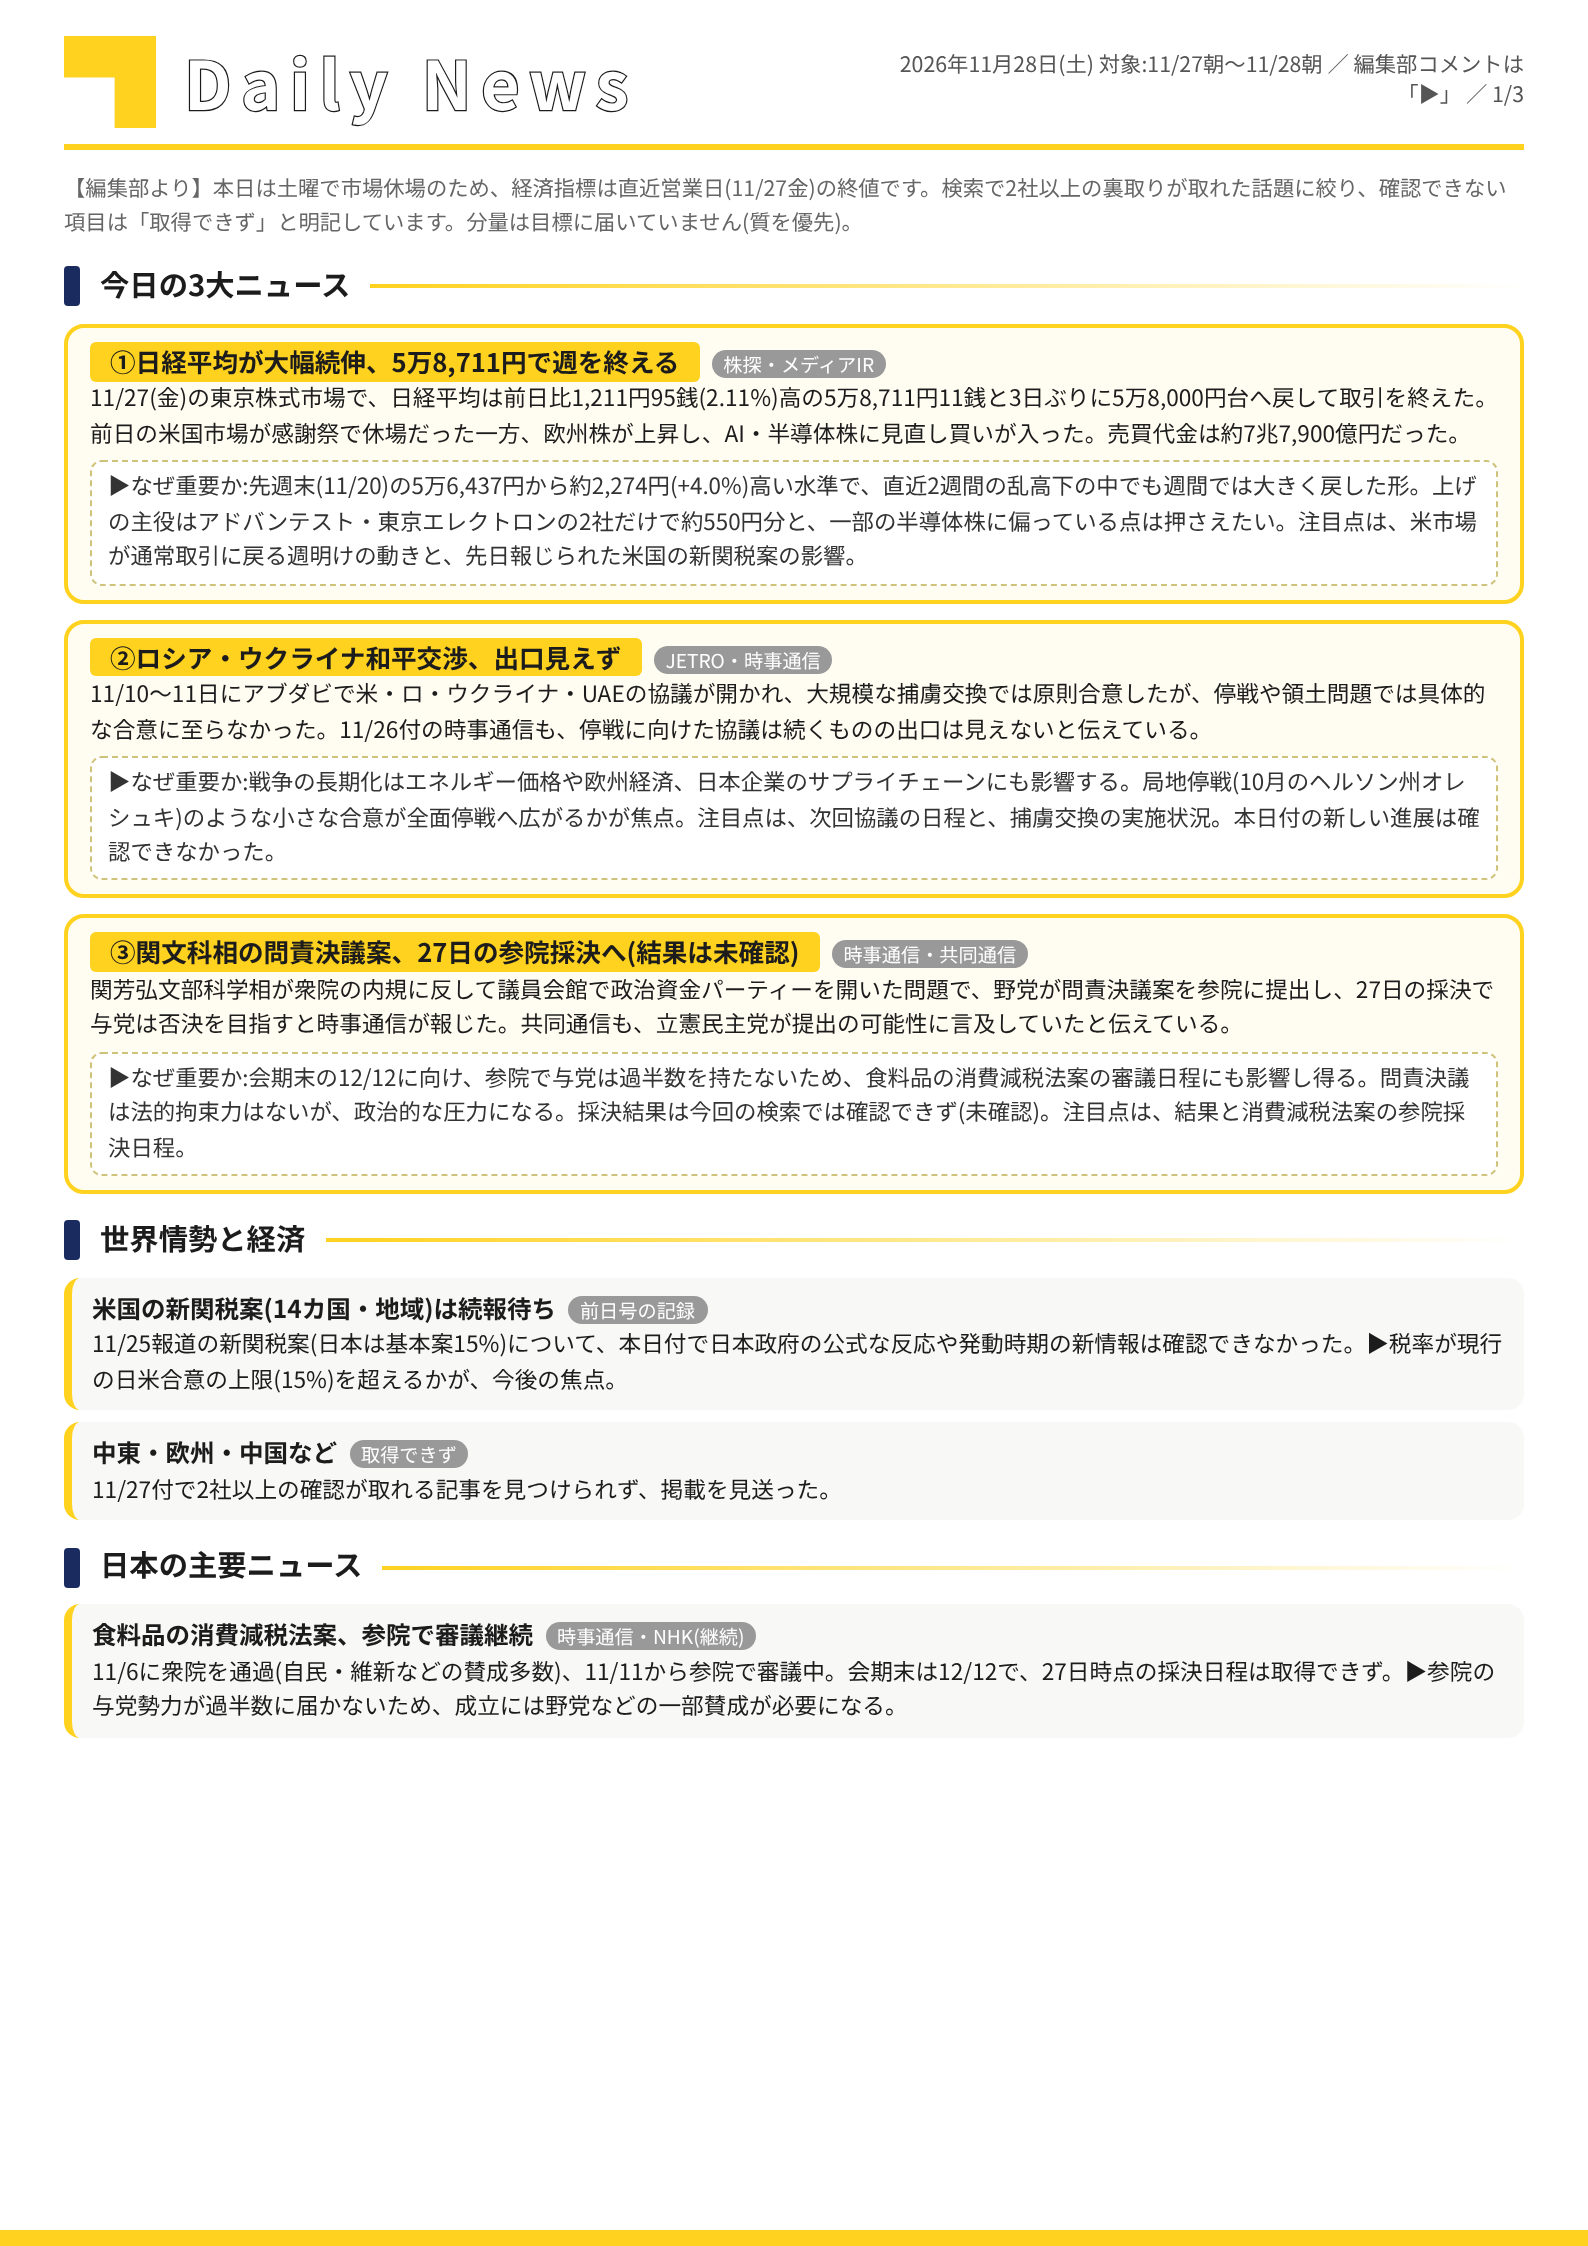 Daily News
2026年11月28日(土) 対象:11/27朝〜11/28朝 ／ 編集部コメントは
「▶」 ／ 1/3
【編集部より】本日は土曜で市場休場のため、経済指標は直近営業日(11/27金)の終値です。検索で2社以上の裏取りが取れた話題に絞り、確認できない
項目は「取得できず」と明記しています。分量は目標に届いていません(質を優先)。
今日の3大ニュース
①日経平均が大幅続伸、5万8,711円で週を終える 株探・メディアIR
11/27(金)の東京株式市場で、日経平均は前日比1,211円95銭(2.11%)高の5万8,711円11銭と3日ぶりに5万8,000円台へ戻して取引を終えた。
前日の米国市場が感謝祭で休場だった一方、欧州株が上昇し、AI・半導体株に見直し買いが入った。売買代金は約7兆7,900億円だった。
▶なぜ重要か:先週末(11/20)の5万6,437円から約2,274円(+4.0%)高い水準で、直近2週間の乱高下の中でも週間では大きく戻した形。上げ
の主役はアドバンテスト・東京エレクトロンの2社だけで約550円分と、一部の半導体株に偏っている点は押さえたい。注目点は、米市場
が通常取引に戻る週明けの動きと、先日報じられた米国の新関税案の影響。
②ロシア・ウクライナ和平交渉、出口見えず JETRO・時事通信
11/10〜11日にアブダビで米・ロ・ウクライナ・UAEの協議が開かれ、大規模な捕虜交換では原則合意したが、停戦や領土問題では具体的
な合意に至らなかった。11/26付の時事通信も、停戦に向けた協議は続くものの出口は見えないと伝えている。
▶なぜ重要か:戦争の長期化はエネルギー価格や欧州経済、日本企業のサプライチェーンにも影響する。局地停戦(10月のヘルソン州オレ
シュキ)のような小さな合意が全面停戦へ広がるかが焦点。注目点は、次回協議の日程と、捕虜交換の実施状況。本日付の新しい進展は確
認できなかった。
③関文科相の問責決議案、27日の参院採決へ(結果は未確認) 時事通信・共同通信
関芳弘文部科学相が衆院の内規に反して議員会館で政治資金パーティーを開いた問題で、野党が問責決議案を参院に提出し、27日の採決で
与党は否決を目指すと時事通信が報じた。共同通信も、立憲民主党が提出の可能性に言及していたと伝えている。
▶なぜ重要か:会期末の12/12に向け、参院で与党は過半数を持たないため、食料品の消費減税法案の審議日程にも影響し得る。問責決議
は法的拘束力はないが、政治的な圧力になる。採決結果は今回の検索では確認できず(未確認)。注目点は、結果と消費減税法案の参院採
決日程。
世界情勢と経済
米国の新関税案(14カ国・地域)は続報待ち 前日号の記録
11/25報道の新関税案(日本は基本案15%)について、本日付で日本政府の公式な反応や発動時期の新情報は確認できなかった。▶税率が現行
の日米合意の上限(15%)を超えるかが、今後の焦点。
中東・欧州・中国など 取得できず
11/27付で2社以上の確認が取れる記事を見つけられず、掲載を見送った。
日本の主要ニュース
食料品の消費減税法案、参院で審議継続 時事通信・NHK(継続)
11/6に衆院を通過(自民・維新などの賛成多数)、11/11から参院で審議中。会期末は12/12で、27日時点の採決日程は取得できず。▶参院の
与党勢力が過半数に届かないため、成立には野党などの一部賛成が必要になる。